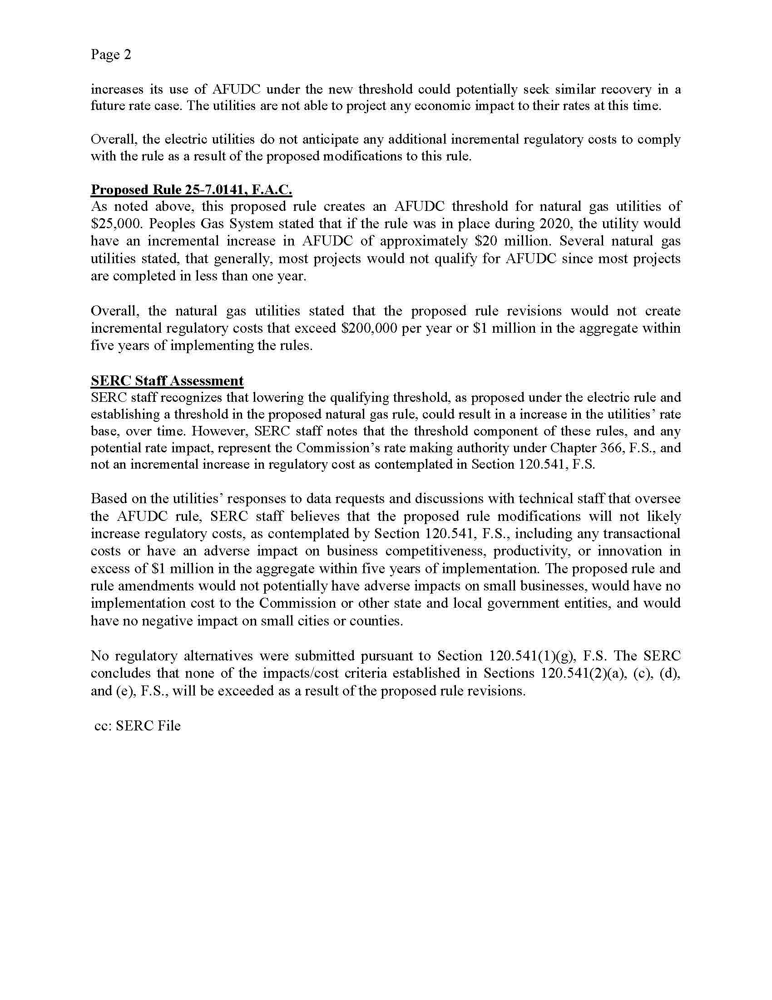 Page 2
increases its use of AFUDC under the new threshold could potentially seek similar recovery in a
future rate case. The utilities are not able to project any economic impact to their rates at this time.
Overall, the electric utilities do not anticipate any additional incremental regulatory costs to comply
with the rule as a result of the proposed modifications to this rule.
Proposed Rule 25-7.0141, F.A.C.
As noted above, this proposed rule creates an AFUDC threshold for natural gas utilities of
$25,000. Peoples Gas System stated that if the rule was in place during 2020, the utility would
have an incremental increase in AFUDC of approximately $20 million. Several natural gas
utilities stated, that generally, most projects would not qualify for AFUDC since most projects
are completed in less than one year.
Overall, the natural gas utilities stated that the proposed rule revisions would not create
incremental regulatory costs that exceed $200,000 per year or $1 million in the aggregate within
five years of implementing the rules.
SERC Staff Assessment
SERC staff recognizes that lowering the qualifying threshold, as proposed under the electric rule and
establishing a threshold in the proposed natural gas rule, could result in a increase in the utilities’ rate
base, over time. However, SERC staff notes that the threshold component of these rules, and any
potential rate impact, represent the Commission’s rate making authority under Chapter 366, F.S., and
not an incremental increase in regulatory cost as contemplated in Section 120.541, F.S.
Based on the utilities’ responses to data requests and discussions with technical staff that oversee
the AFUDC rule, SERC staff believes that the proposed rule modifications will not likely
increase regulatory costs, as contemplated by Section 120.541, F.S., including any transactional
costs or have an adverse impact on business competitiveness, productivity, or innovation in
excess of $1 million in the aggregate within five years of implementation. The proposed rule and
rule amendments would not potentially have adverse impacts on small businesses, would have no
implementation cost to the Commission or other state and local government entities, and would
have no negative impact on small cities or counties.
No regulatory alternatives were submitted pursuant to Section 120.541(1)(g), F.S. The SERC
concludes that none of the impacts/cost criteria established in Sections 120.541(2)(a), (c), (d),
and (e), F.S., will be exceeded as a result of the proposed rule revisions.
cc: SERC File